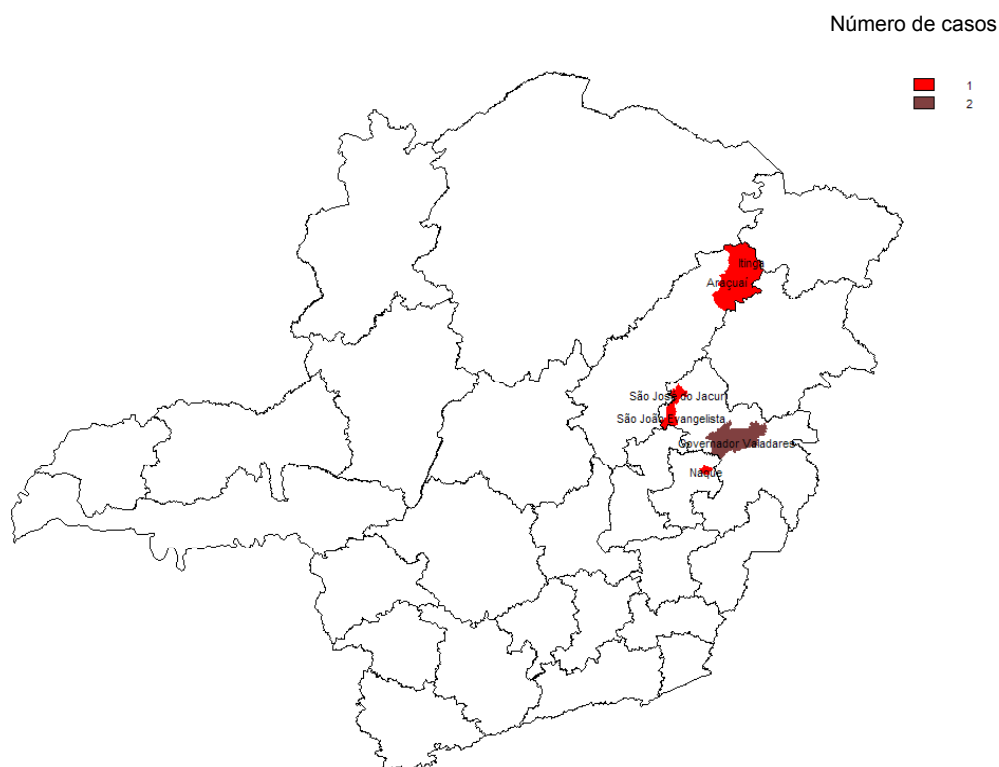 Número de casos
1
2
Itinga
Araçuaí
São José do Jacuri
São João Evangelista
Governador Valadares
Naque